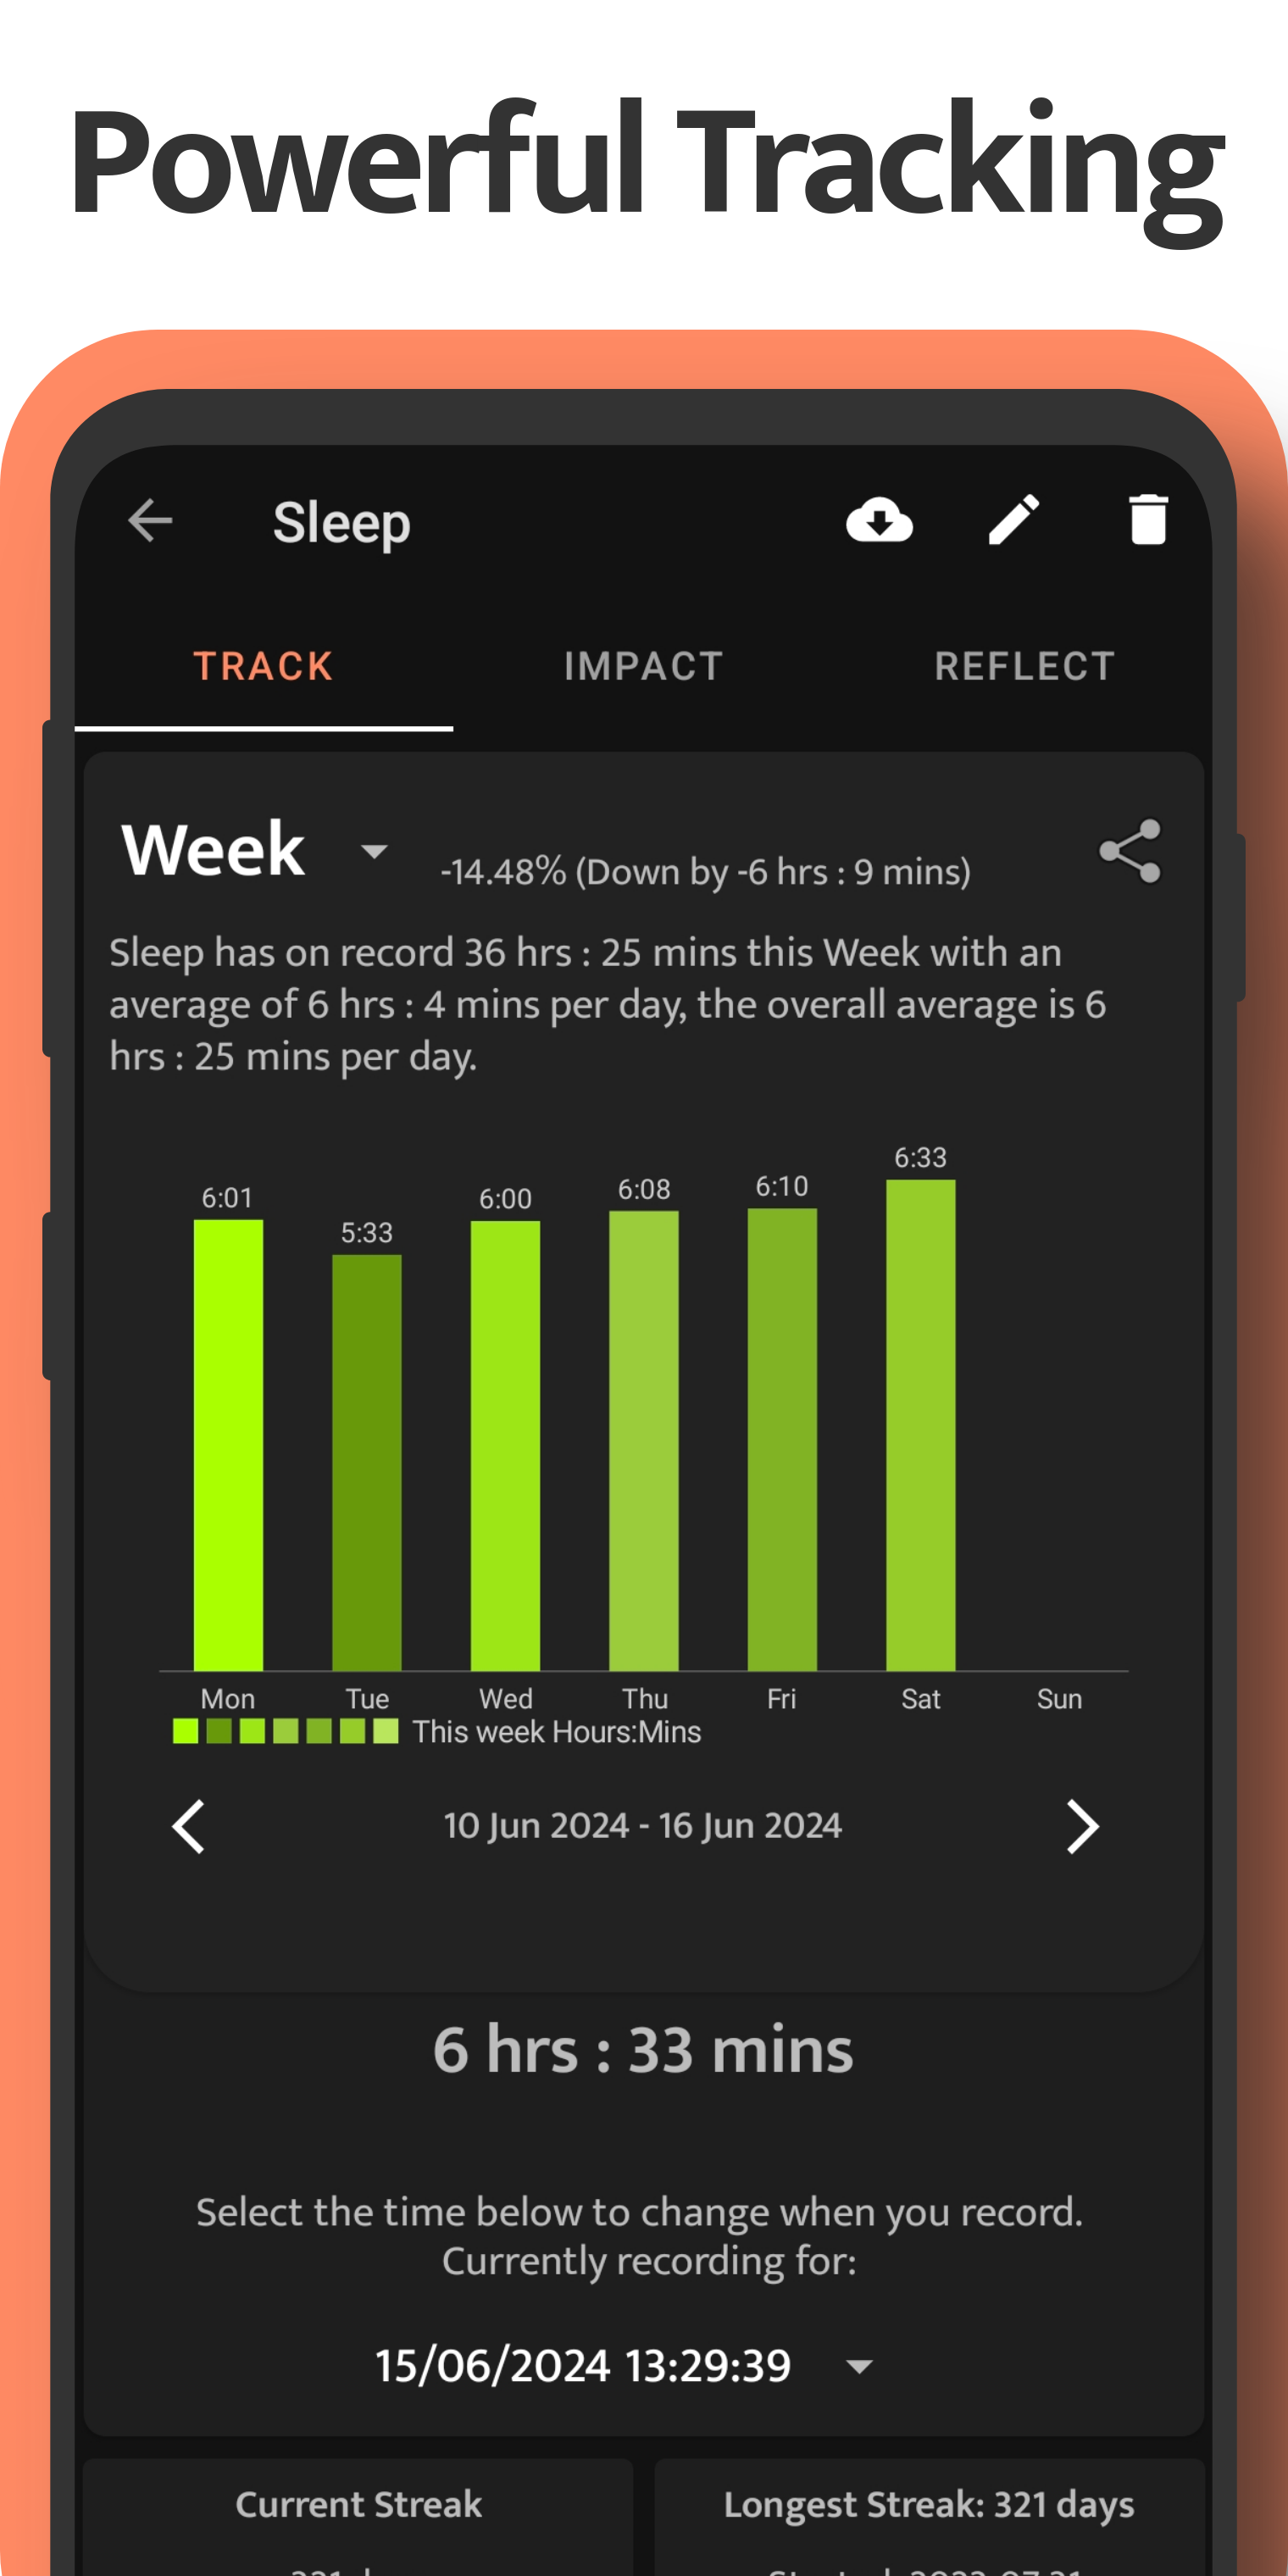 Powerful Tracking
Sleep
TRACK IMPACT REFLECT
Week -14.48% (Down by -6 hrs : 9 mins)
Sleep has on record 36 hrs : 25 mins this Week with an
average of 6 hrs : 4 mins per day, the overall average is 6
hrs : 25 mins per day.
6:01 5:33 6:00 6:08 6:10 6:33
Mon Tue Wed Thu Fri Sat Sun
This week Hours:Mins
10 Jun 2024 - 16 Jun 2024
6 hrs : 33 mins
Select the time below to change when you record.
Currently recording for:
15/06/2024 13:29:39
Current Streak Longest Streak: 321 days